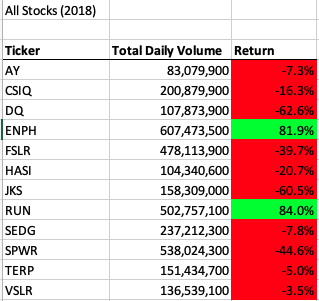 All Stocks (2018)
Ticker Total Daily Volume Return
AY 83,079,900 -7.3%
CSIQ 200,879,900 -16.3%
DQ 107,873,900 -62.6%
ENPH 607,473,500 81.9%
FSLR 478,113,900 -39.7%
HASI 104,340,600 -20.7%
JKS 158,309,000 -60.5%
RUN 502,757,100 84.0%
SEDG 237,212,300 -7.8%
SPWR 538,024,300 -44.6%
TERP 151,434,700 -5.0%
VSLR 136,539,100 -3.5%